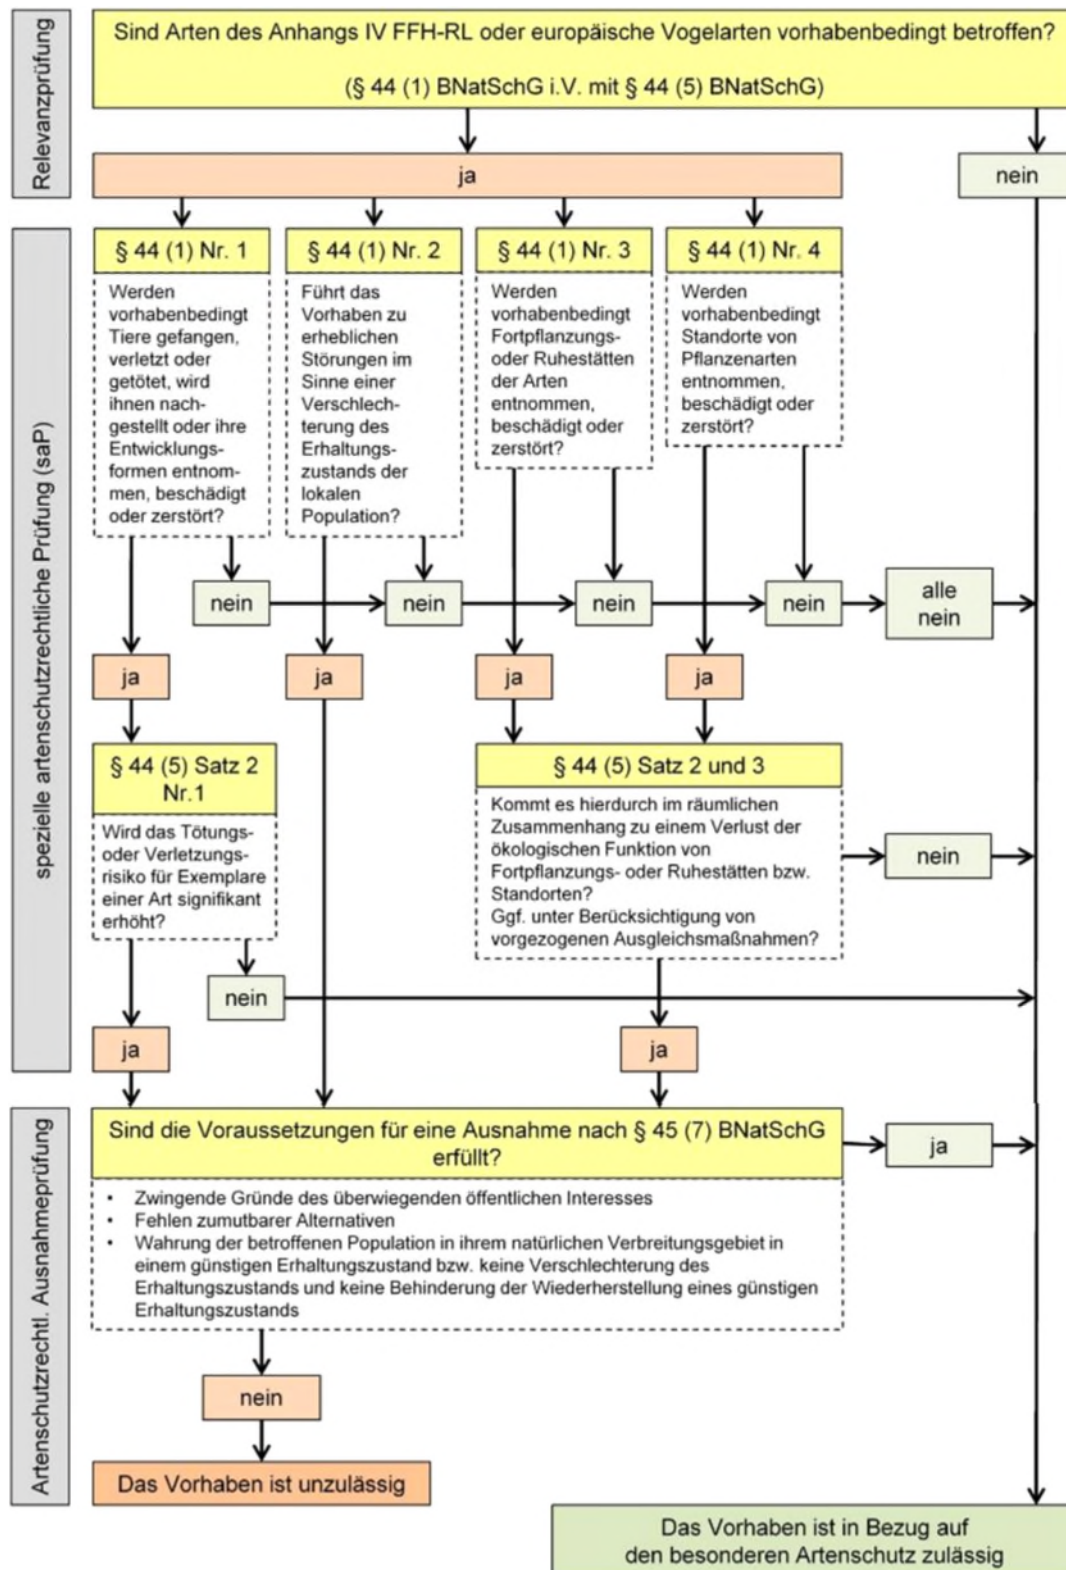 Relevanzprüfung
Sind Arten des Anhangs IV FFH-RL oder europäische Vogelarten vorhabenbedingt betroffen?
(§ 44 (1) BNatSchG i.V. mit § 44 (5) BNatSchG)
ja
nein
spezielle artenschutzrechtliche Prüfung (saP)
§ 44 (1) Nr. 1
Werden
vorhabenbedingt
Tiere gefangen,
verletzt oder
getötet, wird
ihnen nach-
gestellt oder ihre
Entwicklungs-
formen entnom-
men, beschädigt
oder zerstört?
§ 44 (1) Nr. 2
Führt das
Vorhaben zu
erheblichen
Störungen im
Sinne einer
Verschlech-
terung des
Erhaltungs-
zustands der
lokalen
Population?
§ 44 (1) Nr. 3
Werden
vorhabenbedingt
Fortpflanzungs-
oder Ruhestätten
der Arten
entnommen,
beschädigt oder
zerstört?
§ 44 (1) Nr. 4
Werden
vorhabenbedingt
Standorte von
Pflanzenarten
entnommen,
beschädigt oder
zerstört?
nein
nein
nein
nein
alle
nein
ja
ja
ja
ja
§ 44 (5) Satz 2
Nr.1
Wird das Tötungs-
oder Verletzungs-
risiko für Exemplare
einer Art signifikant
erhöht?
§ 44 (5) Satz 2 und 3
Kommt es hierdurch im räumlichen
Zusammenhang zu einem Verlust der
ökologischen Funktion von
Fortpflanzungs- oder Ruhestätten bzw.
Standorten?
Ggf. unter Berücksichtigung von
vorgezogenen Ausgleichsmaßnahmen?
nein
nein
ja
ja
Artenschutzrechtl. Ausnahmeprüfung
Sind die Voraussetzungen für eine Ausnahme nach § 45 (7) BNatSchG
erfüllt?
• Zwingende Gründe des überwiegenden öffentlichen Interesses
• Fehlen zumutbarer Alternativen
• Wahrung der betroffenen Population in ihrem natürlichen Verbreitungsgebiet in
einem günstigen Erhaltungszustand bzw. keine Verschlechterung des
Erhaltungszustands und keine Behinderung der Wiederherstellung eines günstigen
Erhaltungszustands
ja
nein
Das Vorhaben ist unzulässig
Das Vorhaben ist in Bezug auf
den besonderen Artenschutz zulässig